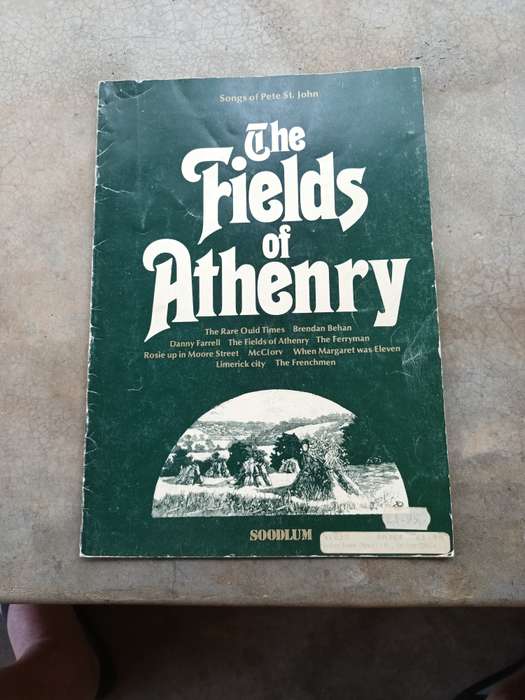 Songs of Pete St. John
The
Fields
of
Athenry
The Rare Ould Times Brendan Behan
Danny Farrell The Fields of Athenry The Ferryman
Rosie up in Moore Street McClory When Margaret was Eleven
Limerick city The Frenchmen
SOODLUM